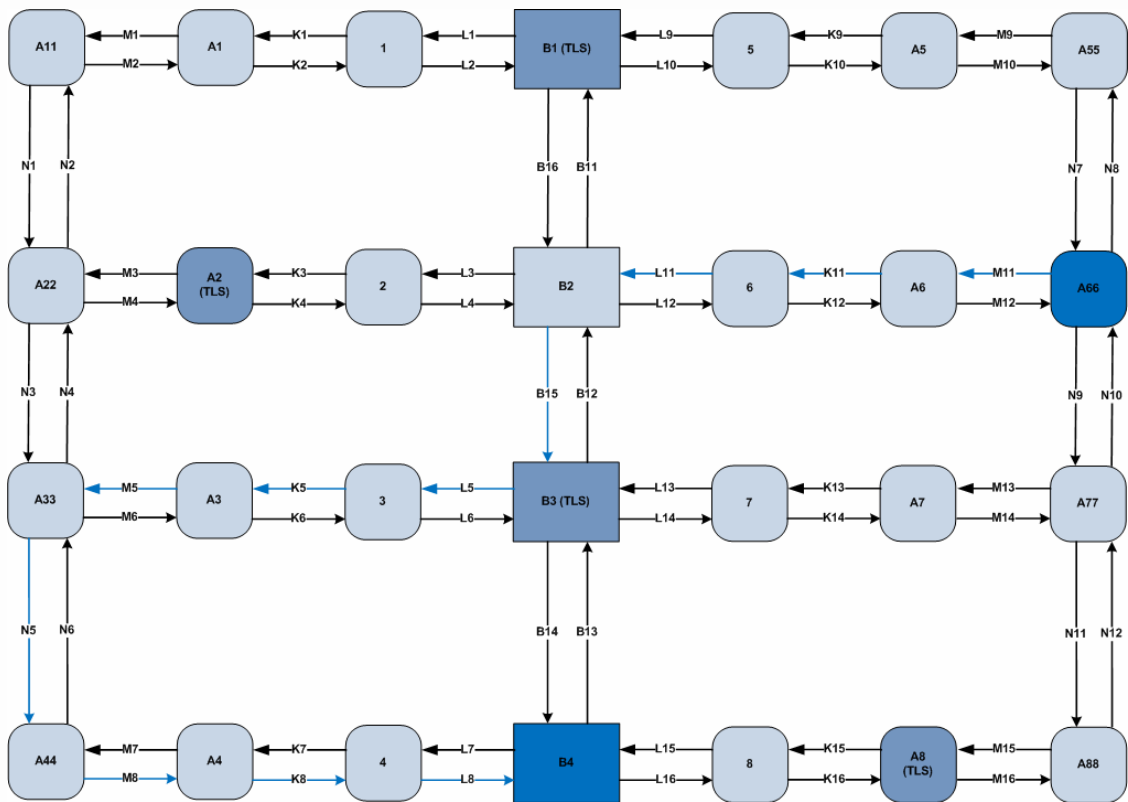 A11 M1 A1 K1 1 L1 B1 (TLS) L9 5 K9 A5 M9 A55
M2 K2 L2 L10 K10 M10
N1 N2 B16 B11 N7 N8
A22 M3 A2 K3 2 L3 B2 L11 6 K11 A6 M11 A66
M4 (TLS) K4 L4 L12 K12 M12
N3 N4 B15 B12 N9 N10
A33 M5 A3 K5 3 L5 B3 (TLS) L13 7 K13 A7 M13 A77
M6 K6 L6 L14 K14 M14
N5 N6 B14 B13 N11 N12
A44 M7 A4 K7 4 L7 B4 L15 8 K15 A8 M15 A88
M8 K8 L8 L16 K16 (TLS) M16